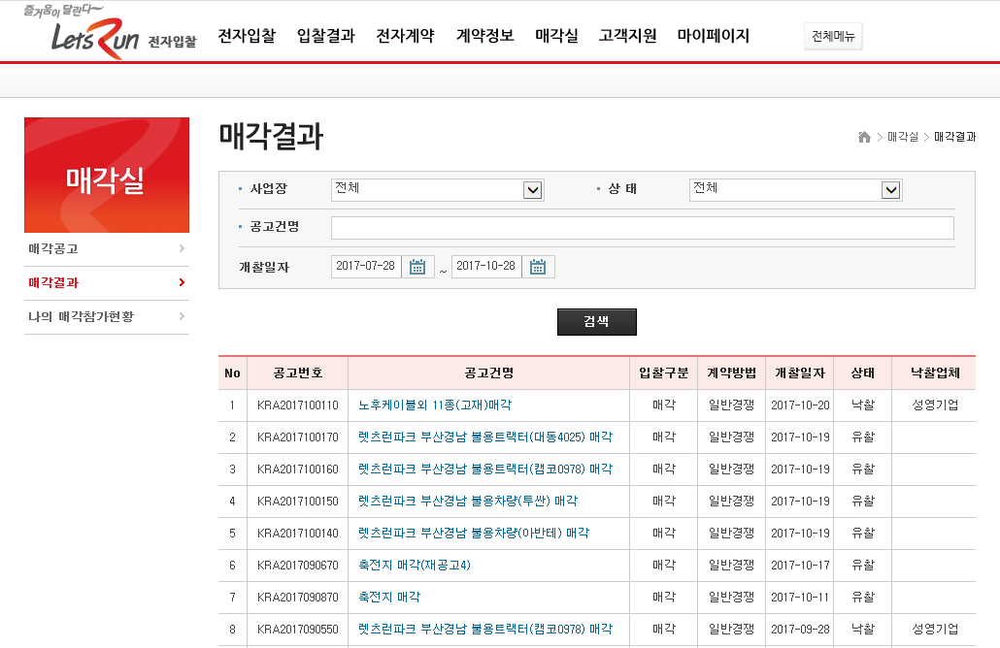 즐거움이 달린다~
Let's Run 전자입찰 전자입찰 입찰결과 전자계약 계약정보 매각실 고객지원 마이페이지 전체메뉴
매각실
매각공고
매각결과
나의 매각참가현황
매각결과
매각실 매각결과
사업장 전체 상 태 전체
공고건명
개찰일자 2017-07-28 ~ 2017-10-28
검색
No 공고번호 공고건명 입찰구분 계약방법 개찰일자 상태 낙찰업체
1 KRA2017100110 노후케이블외 11종(고재)매각 매각 일반경쟁 2017-10-20 낙찰 성영기업
2 KRA2017100170 렛츠런파크 부산경남 불용트랙터(대동4025) 매각 매각 일반경쟁 2017-10-19 유찰
3 KRA2017100160 렛츠런파크 부산경남 불용트랙터(캠코0978) 매각 매각 일반경쟁 2017-10-19 유찰
4 KRA2017100150 렛츠런파크 부산경남 불용차량(투싼) 매각 매각 일반경쟁 2017-10-19 유찰
5 KRA2017100140 렛츠런파크 부산경남 불용차량(아반테) 매각 매각 일반경쟁 2017-10-19 유찰
6 KRA2017090670 축전지 매각(재공고4) 매각 일반경쟁 2017-10-17 유찰
7 KRA2017090870 축전지 매각 매각 일반경쟁 2017-10-11 유찰
8 KRA2017090550 렛츠런파크 부산경남 불용트랙터(캠코0978) 매각 매각 일반경쟁 2017-09-28 낙찰 성영기업